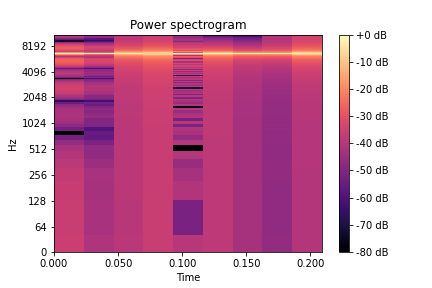 Power spectrogram
8192
4096
2048
1024
512
256
128
64
0
Hz
0.000 0.050 0.100 0.150 0.200
Time
+0 dB
-10 dB
-20 dB
-30 dB
-40 dB
-50 dB
-60 dB
-70 dB
-80 dB